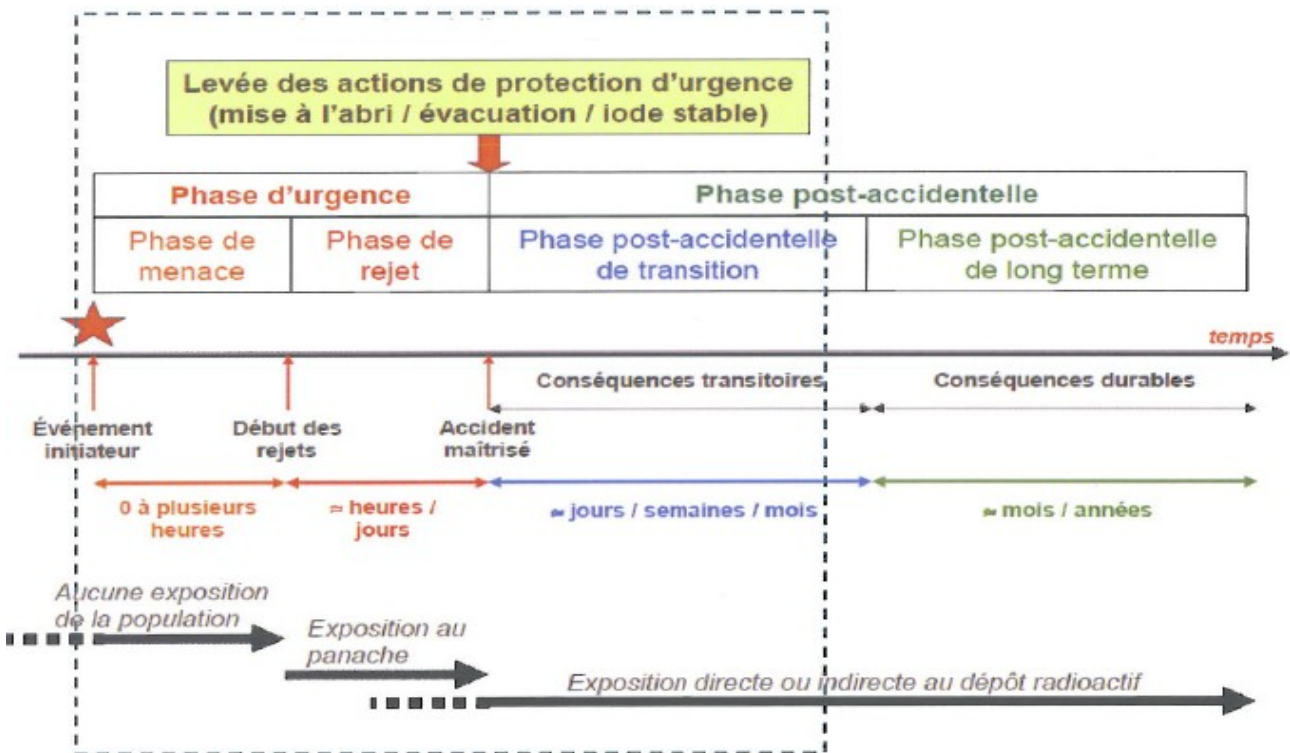 Levée des actions de protection d'urgence
(mise à l'abri / évacuation / iode stable)
Phase d'urgence
Phase post-accidentelle
Phase de
menace
Phase de
rejet
Phase post-accidentelle
de transition
Phase post-accidentelle
de long terme
temps
Conséquences transitoires
Conséquences durables
Événement
initiateur
Début des
rejets
Accident
maîtrisé
0 à plusieurs
heures
≈ heures /
jours
≈ jours / semaines / mois
≈ mois / années
Aucune exposition
de la population
Exposition au
panache
Exposition directe ou indirecte au dépôt radioactif